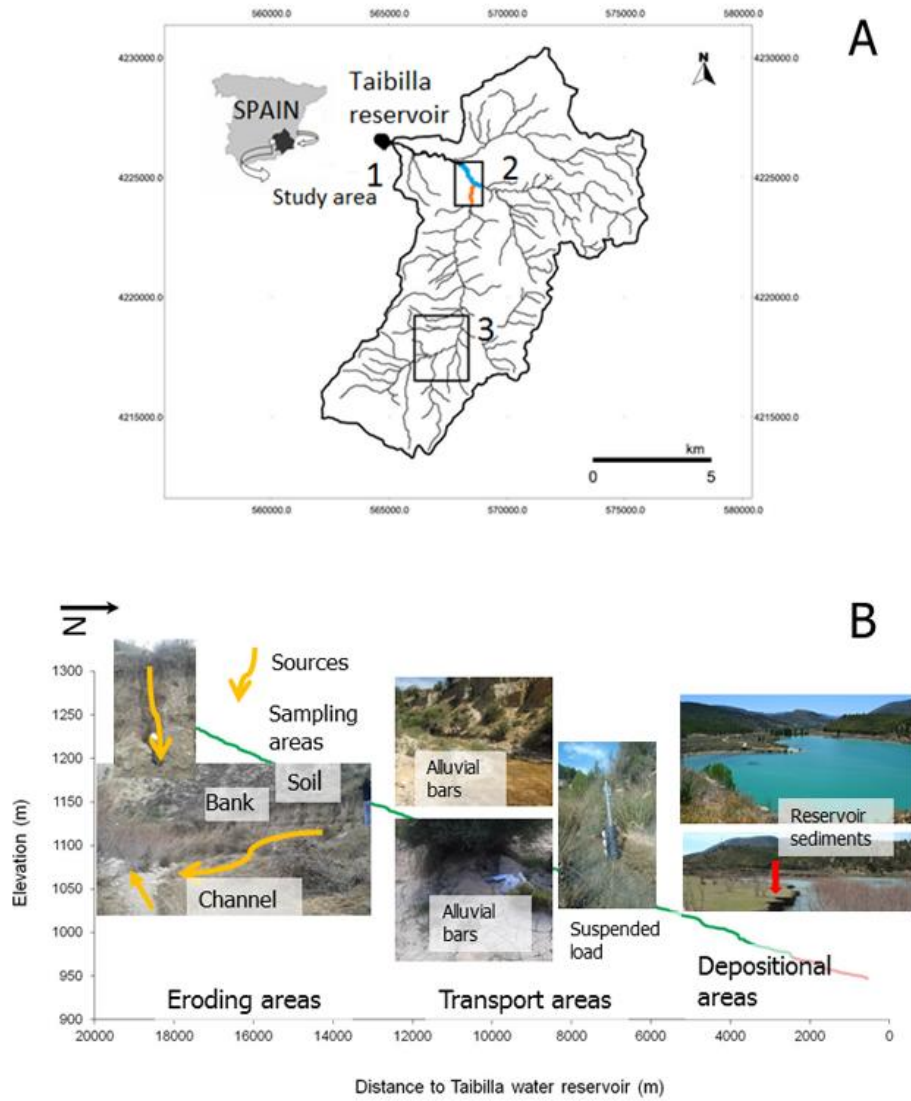 A
560000.0 565000.0 570000.0 575000.0 580000.0
4230000.0 4230000.0
N
Taibilla
reservoir
SPAIN
1
2
4225000.0 4225000.0
Study area
4220000.0 4220000.0
3
4215000.0 4215000.0
km
0 5
560000.0 565000.0 570000.0 575000.0 580000.0
N
B
Sources
Sampling
areas
Soil
Bank
Channel
Alluvial
bars
Alluvial
bars
Suspended
load
Reservoir
sediments
Eroding areas
Transport areas
Depositional
areas
Elevation (m)
1300
1250
1200
1150
1100
1050
1000
950
900
20000 18000 16000 14000 12000 10000 8000 6000 4000 2000 0
Distance to Taibilla water reservoir (m)